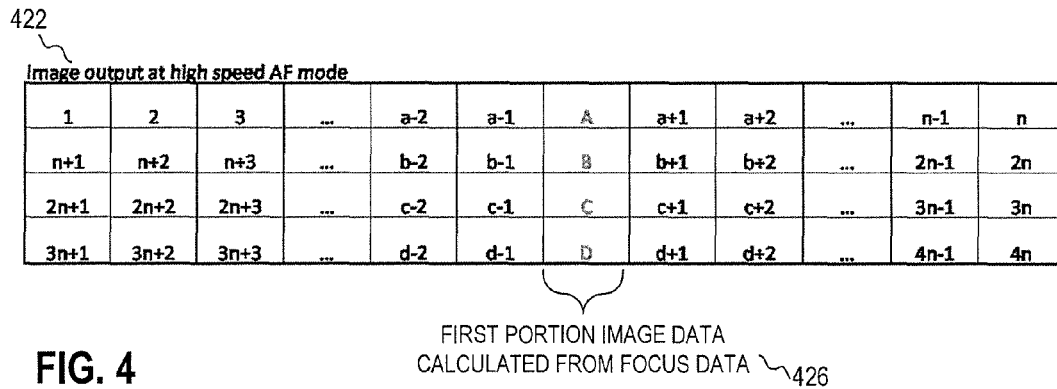 422
Image output at high speed AF mode
1 2 3 ... a-2 a-1 A a+1 a+2 ... n-1 n
n+1 n+2 n+3 ... b-2 b-1 B b+1 b+2 ... 2n-1 2n
2n+1 2n+2 2n+3 ... c-2 c-1 C c+1 c+2 ... 3n-1 3n
3n+1 3n+2 3n+3 ... d-2 d-1 D d+1 d+2 ... 4n-1 4n
FIRST PORTION IMAGE DATA
CALCULATED FROM FOCUS DATA 426
FIG. 4